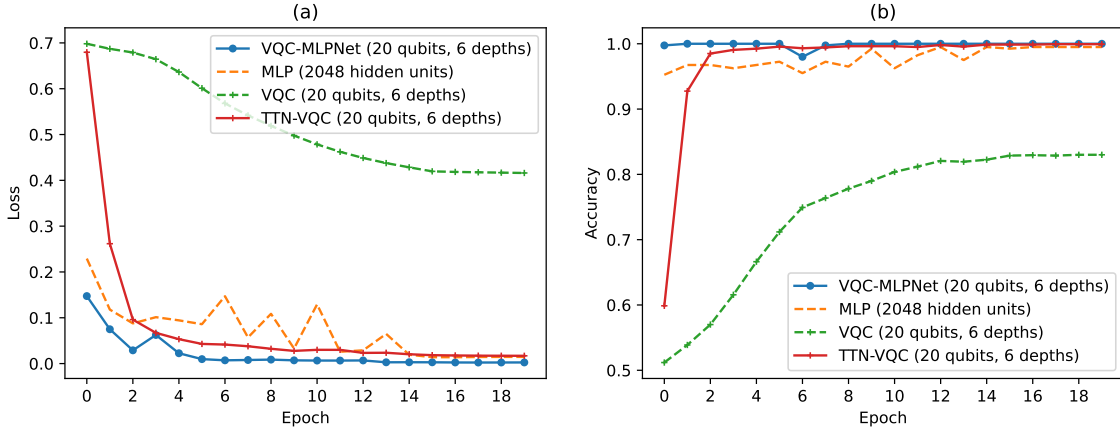 (a)
0.7
0.6
0.5
0.4
0.3
0.2
0.1
0.0
Loss
0 2 4 6 8 10 12 14 16 18
Epoch
VQC-MLPNet (20 qubits, 6 depths)
MLP (2048 hidden units)
VQC (20 qubits, 6 depths)
TTN-VQC (20 qubits, 6 depths)
(b)
1.0
0.9
0.8
0.7
0.6
0.5
Accuracy
0 2 4 6 8 10 12 14 16 18
Epoch
VQC-MLPNet (20 qubits, 6 depths)
MLP (2048 hidden units)
VQC (20 qubits, 6 depths)
TTN-VQC (20 qubits, 6 depths)